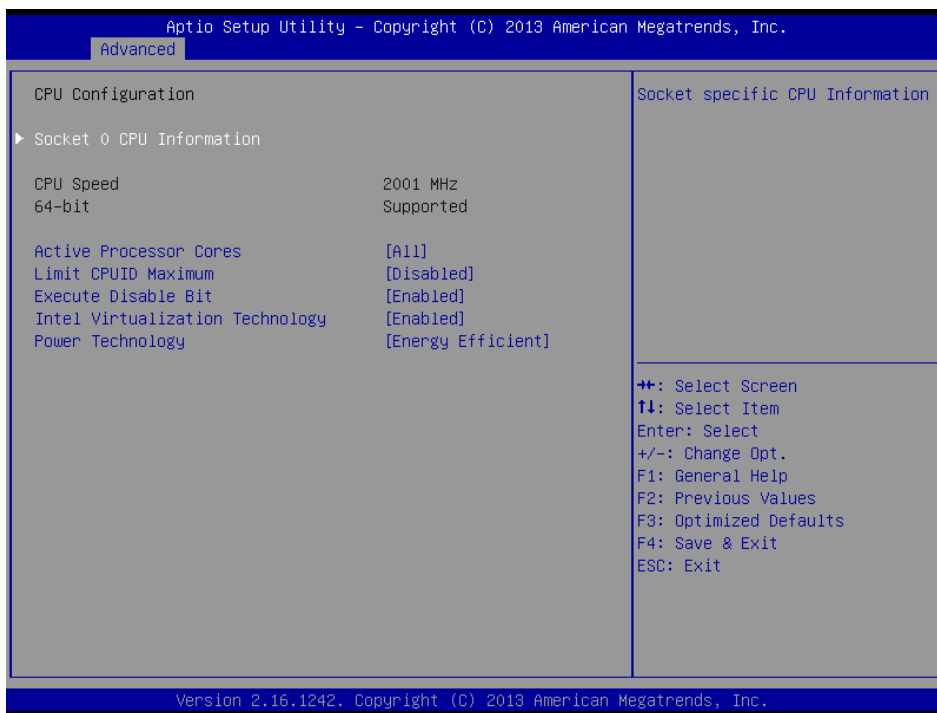 Aptio Setup Utility – Copyright (C) 2013 American Megatrends, Inc.
Advanced
CPU Configuration
Socket 0 CPU Information
CPU Speed 2001 MHz
64-bit Supported
Active Processor Cores [All]
Limit CPUID Maximum [Disabled]
Execute Disable Bit [Enabled]
Intel Virtualization Technology [Enabled]
Power Technology [Energy Efficient]
Socket specific CPU Information
→←: Select Screen
↑↓: Select Item
Enter: Select
+/-: Change Opt.
F1: General Help
F2: Previous Values
F3: Optimized Defaults
F4: Save & Exit
ESC: Exit
Version 2.16.1242. Copyright (C) 2013 American Megatrends, Inc.